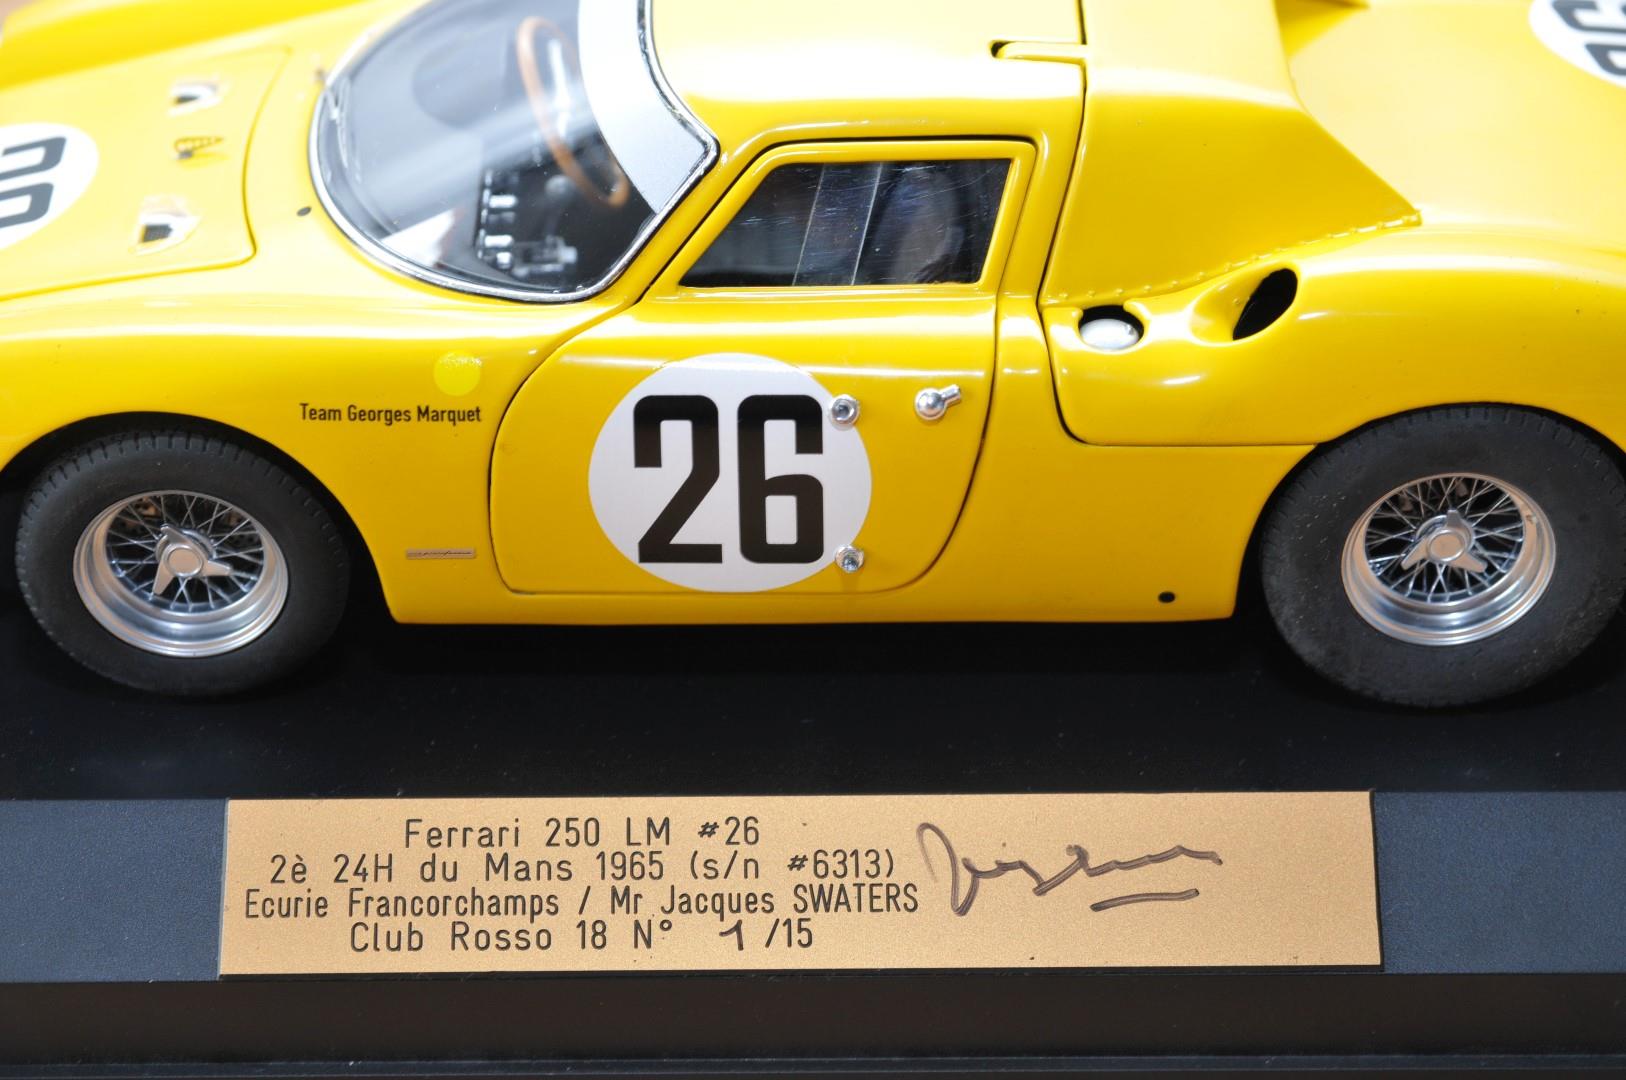 26
Team Georges Marquet
26
Ferrari 250 LM #26
2è 24H du Mans 1965 (s/n #6313)
Ecurie Francorchamps / Mr Jacques SWATERS
Club Rosso 18 N° 1 /15